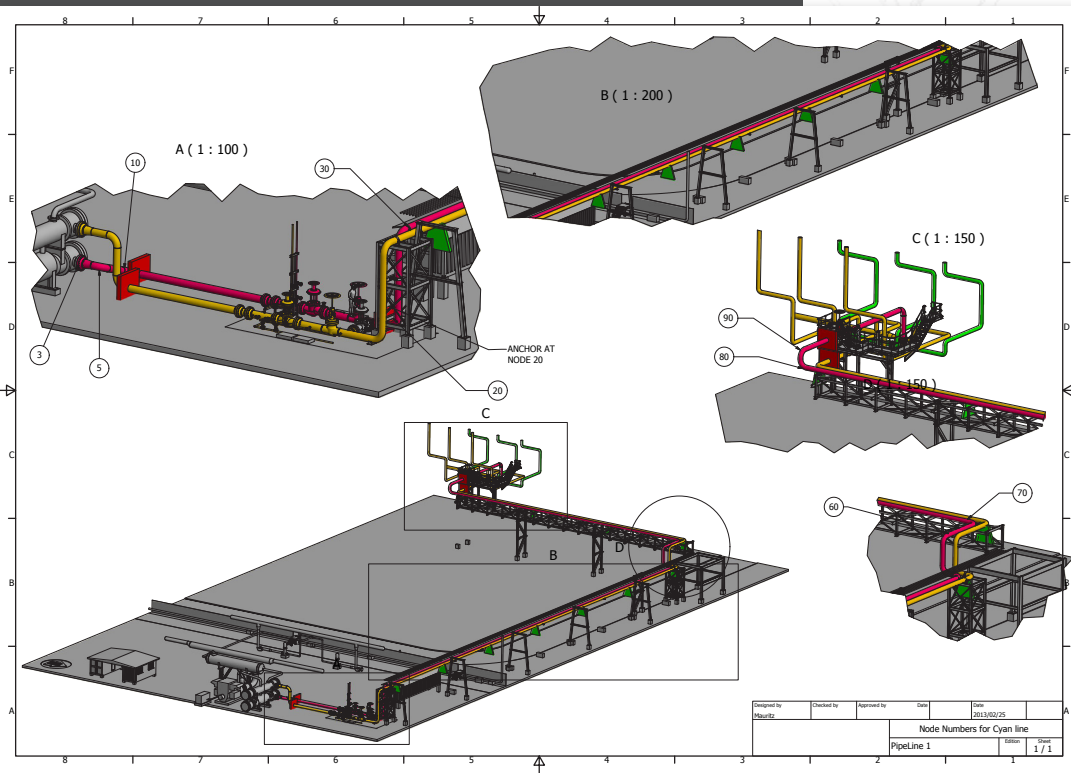 8 7 6 5 4 3 2 1
F F
B ( 1 : 200 )
A ( 1 : 100 )
10
30
E E
C ( 1 : 150 )
D D
90
80
ANCHOR AT
NODE 20
3
5
20
( 1 : 150 )
C
C C
60
70
B D
B B
A
A A
Designed by Checked by Approved by Date Date
Mauritz 2013/02/25
Node Numbers for Cyan line
PipeLine 1 Edition Sheet
1 / 1
8 7 6 5 4 3 2 1